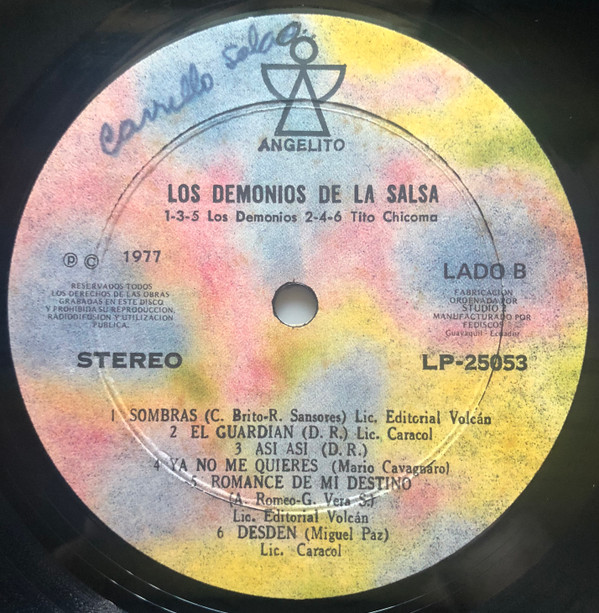 carrillo salsa
ANGELITO
LOS DEMONIOS DE LA SALSA
1-3-5 Los Demonios 2-4-6 Tito Chicoma
Ⓟ © 1977
RESERVADOS TODOS
LOS DERECHOS DE LAS OBRAS
GRABADAS EN ESTE DISCO
Y PROHIBIDA SU REPRODUCCION,
RADIODIFUSION Y UTILIZACION
PUBLICA.
LADO B
FABRICACION
ORDENADA POR
STUDIO 2
MANUFACTURADO POR
FEDISCOS
Guayaquil - Ecuador
STEREO
LP-25053
1 SOMBRAS (C. Brito-R. Sansores) Lic. Editorial Volcán
2 EL GUARDIAN (D. R.) Lic. Caracol
3 ASI ASI (D. R.)
4 YA NO ME QUIERES (Mario Cavagnaro)
5 ROMANCE DE MI DESTINO
(A. Romeo-G. Vera S.)
Lic. Editorial Volcán
6 DESDEN (Miguel Paz)
Lic. Caracol